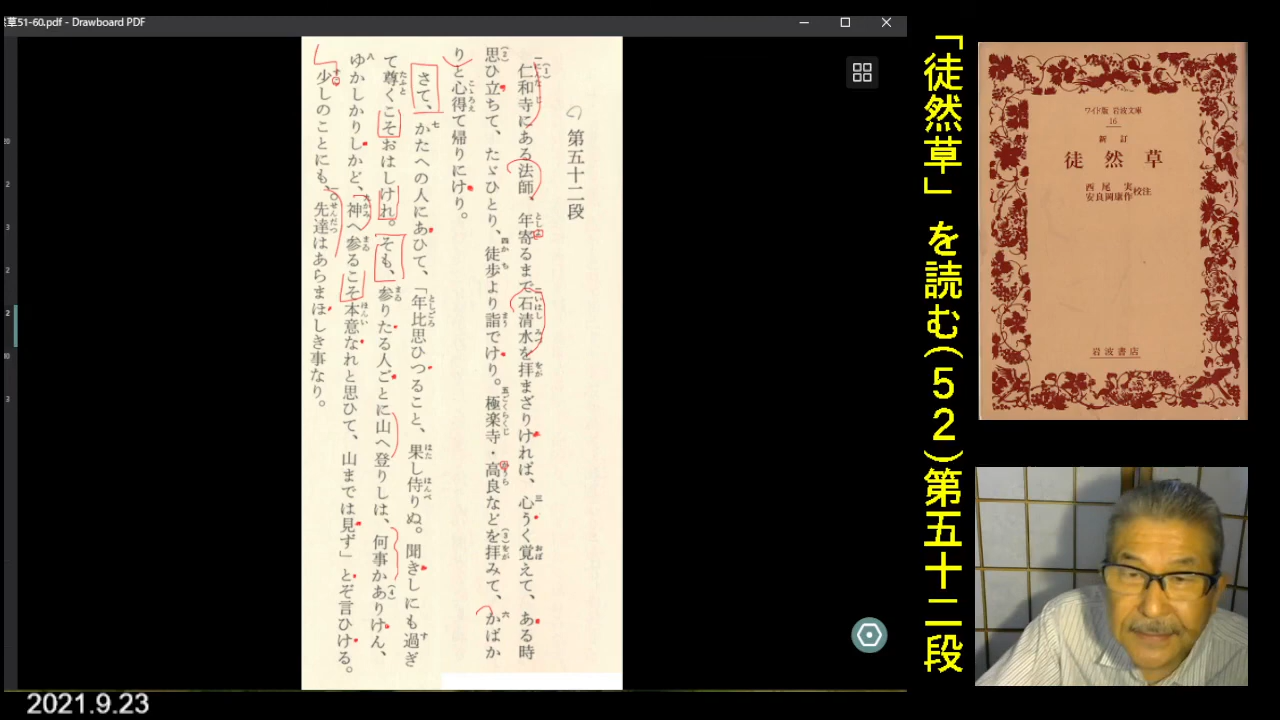 草51-60.pdf - Drawboard PDF
第五十二段
仁和寺にある法師、年寄るまで石清水を拝まざりければ、心うく覚えて、ある時
思ひ立ちて、たゞひとり、徒歩より詣でけり。極楽寺・高良などを拝みて、かばか
りと心得て帰りにけり。
さて、かたへの人にあひて、「年比思ひつること、果し侍りぬ。聞きしにも過ぎ
て尊くこそおはしけれ。そも、参りたる人ごとに山へ登りしは、何事かありけん、
ゆかしかりしかど、神へ参るこそ本意なれと思ひて、山までは見ず」とぞ言ひける。
少しのことにも、先達はあらまほしき事なり。
「徒然草」を読む(52)第五十二段
ワイド版 岩波文庫
16
新訂
徒然草
西尾 実
安良岡康作
校注
岩波書店
2021.9.23